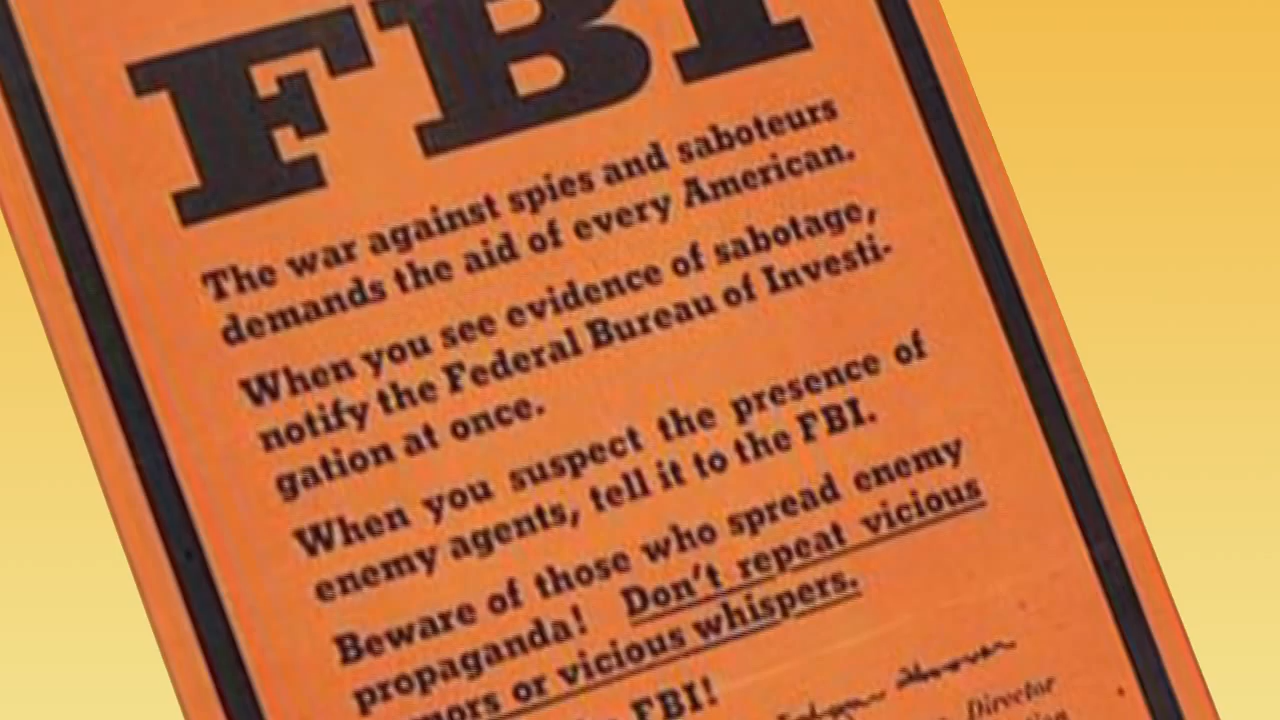 FBI
The war against spies and saboteurs
demands the aid of every American.
When you see evidence of sabotage,
notify the Federal Bureau of Investi-
gation at once.
When you suspect the presence of
enemy agents, tell it to the FBI.
Beware of those who spread enemy
propaganda! Don't repeat vicious
or vicious whispers.
FBI!
Director